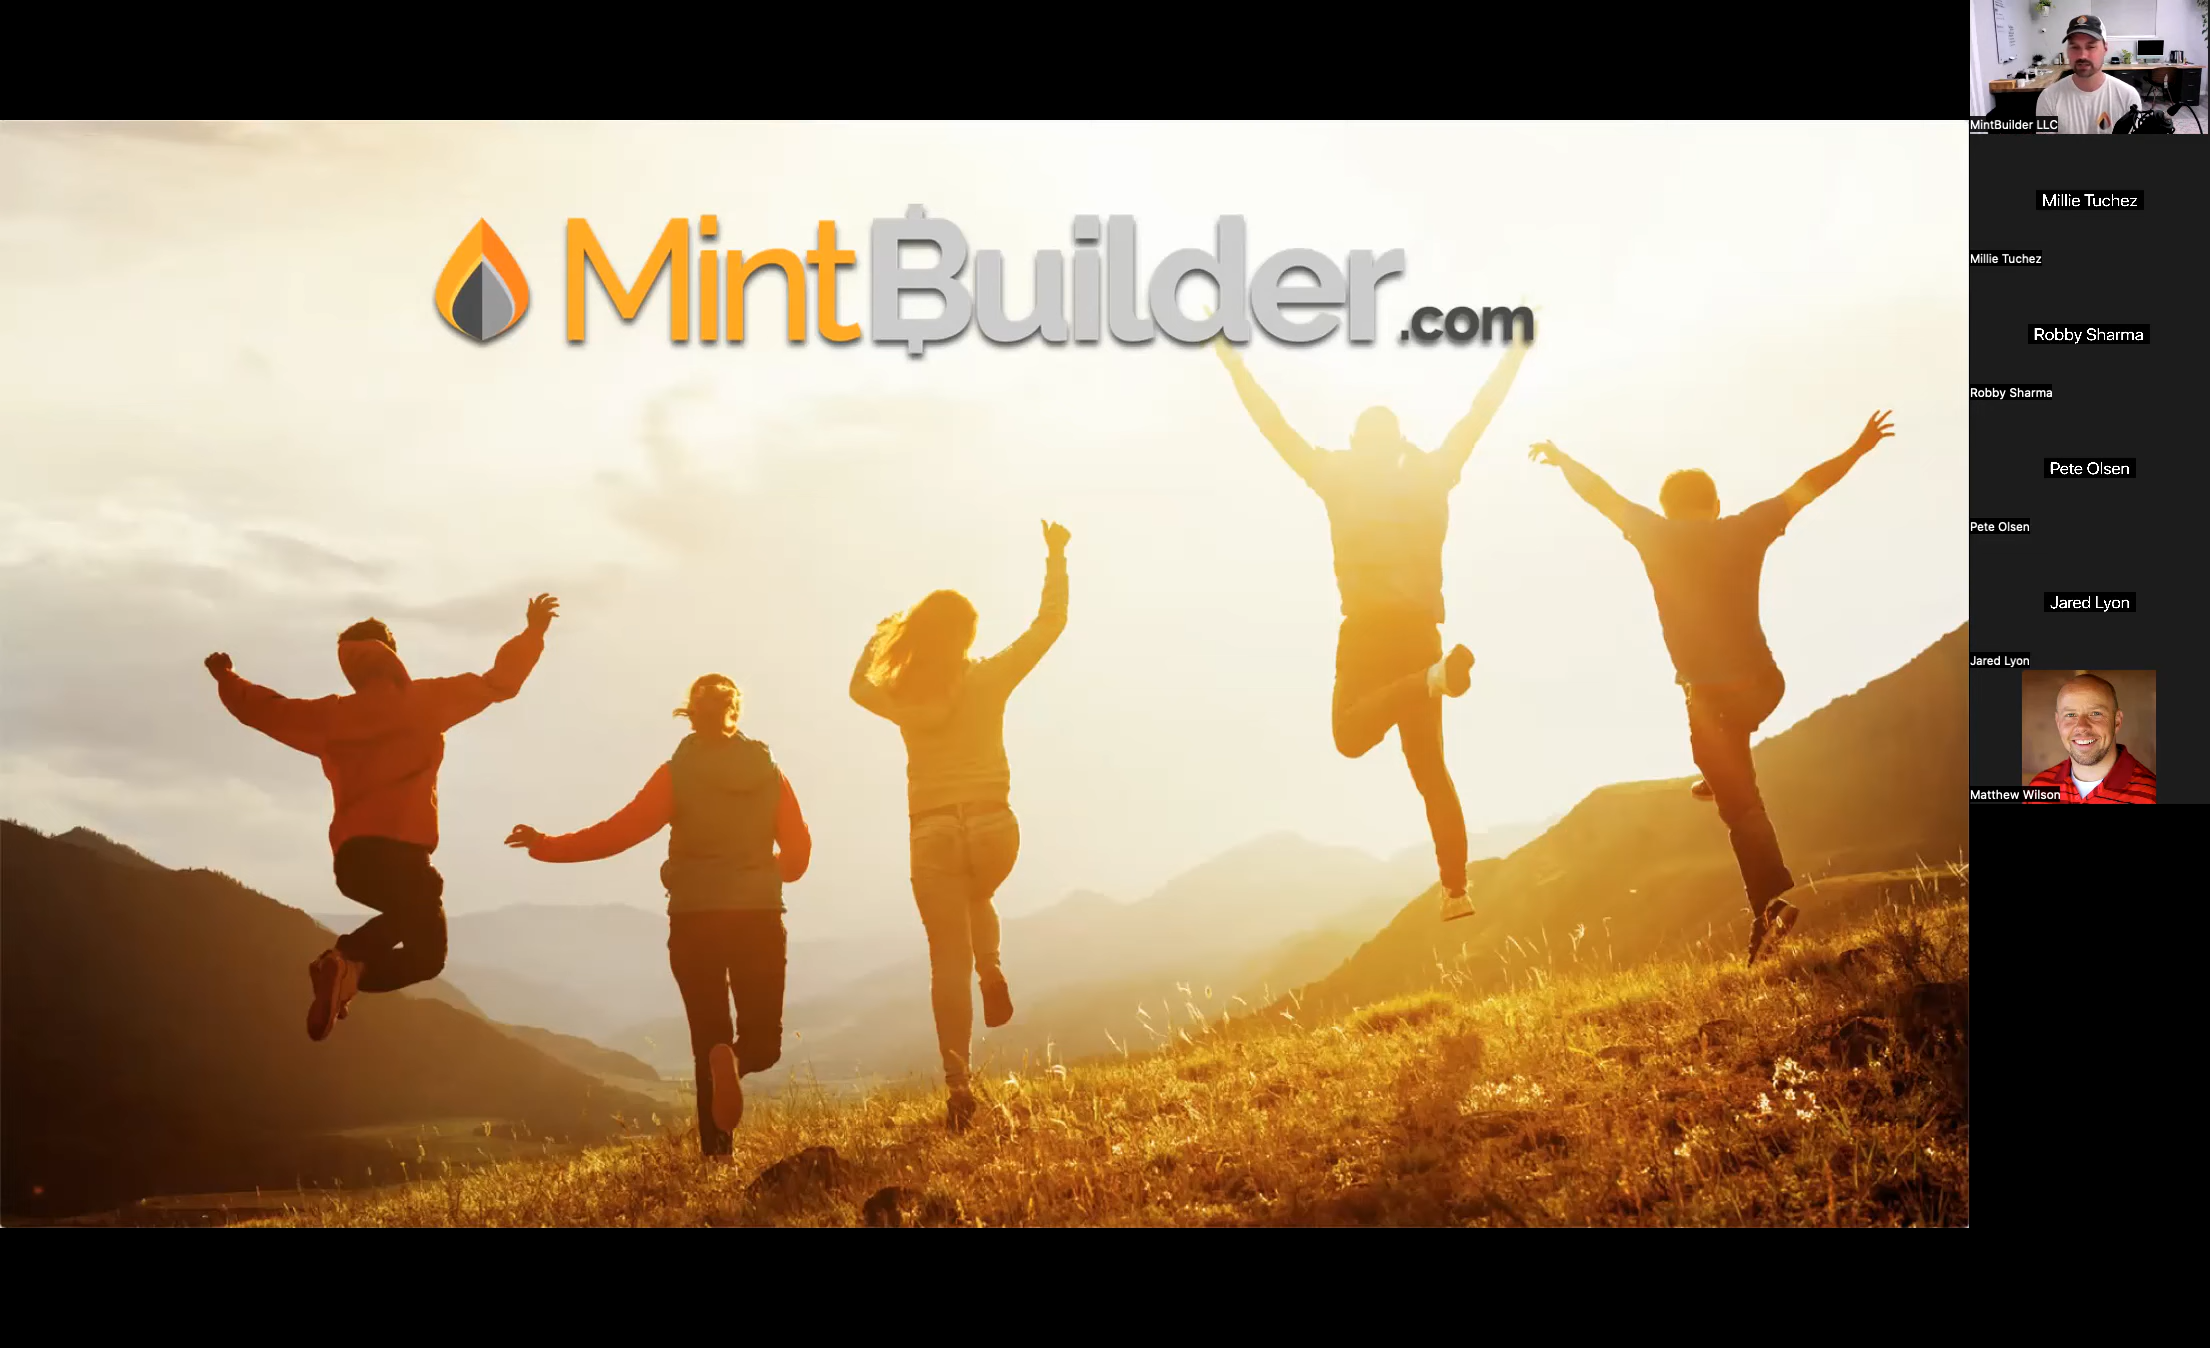 MintBuilder.com
MintBuilder LLC
Millie Tuchez
Millie Tuchez
Robby Sharma
Robby Sharma
Pete Olsen
Pete Olsen
Jared Lyon
Jared Lyon
Matthew Wilson